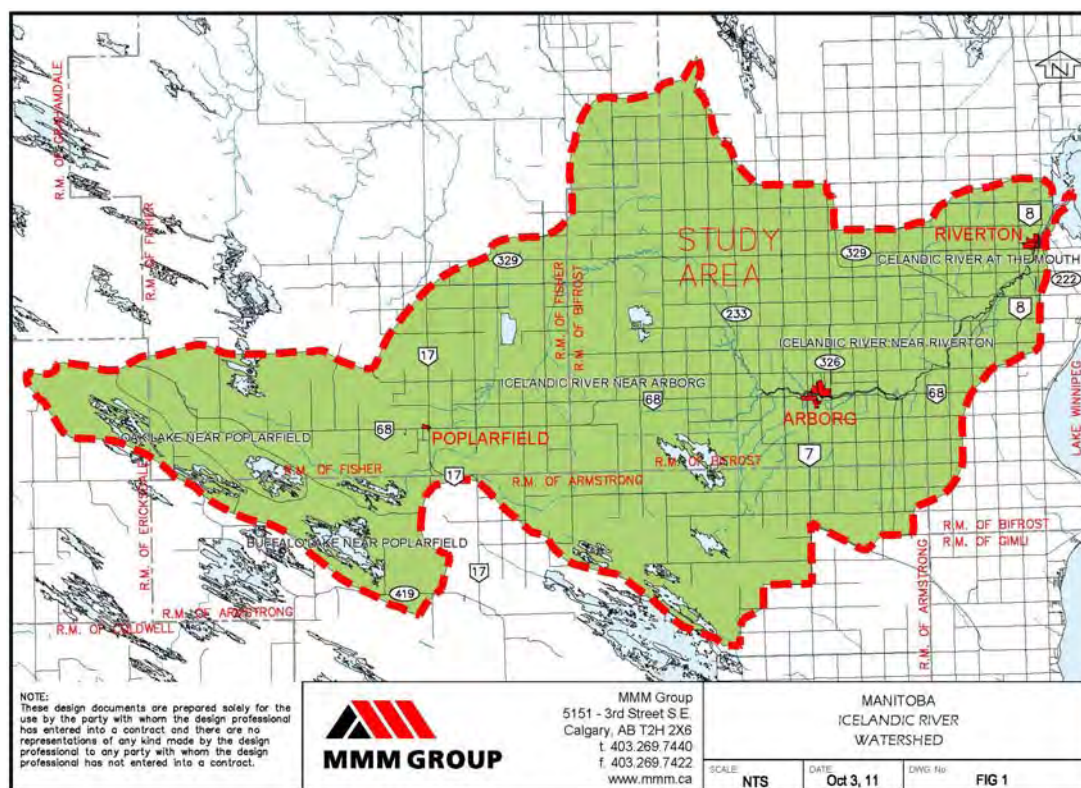 N
R.M. OF GRAHAMDALE
R.M. OF FISHER
8
RIVERTON
STUDY
AREA
329
329
ICELANDIC RIVER AT THE MOUTH
222
R.M. OF FISHER
R.M. OF BIFROST
8
233
17
ICELANDIC RIVER NEAR RIVERTON
326
ICELANDIC RIVER NEAR ARBORG
68
68
ARBORG
LAKE WINNIPEG
68
POPLARFIELD
OAK LAKE NEAR POPLARFIELD
7
R.M. OF FISHER
R.M. OF BIFROST
17
R.M. OF ARMSTRONG
R.M. OF ERICKSDALE
R.M. OF BIFROST
R.M. OF GIMLI
BUFFALO LAKE NEAR POPLARFIELD
17
419
R.M. OF ARMSTRONG
R.M. OF ARMSTRONG
R.M. OF COLDWELL
NOTE:
These design documents are prepared solely for the
use by the party with whom the design professional
has entered into a contract and there are no
representations of any kind made by the design
professional to any party with whom the design
professional has not entered into a contract.
MMM GROUP
MMM Group
5151 - 3rd Street S.E.
Calgary, AB T2H 2X6
t. 403.269.7440
f. 403.269.7422
www.mmm.ca
MANITOBA
ICELANDIC RIVER
WATERSHED
SCALE: NTS
DATE: Oct 3, 11
DWG. No. FIG 1